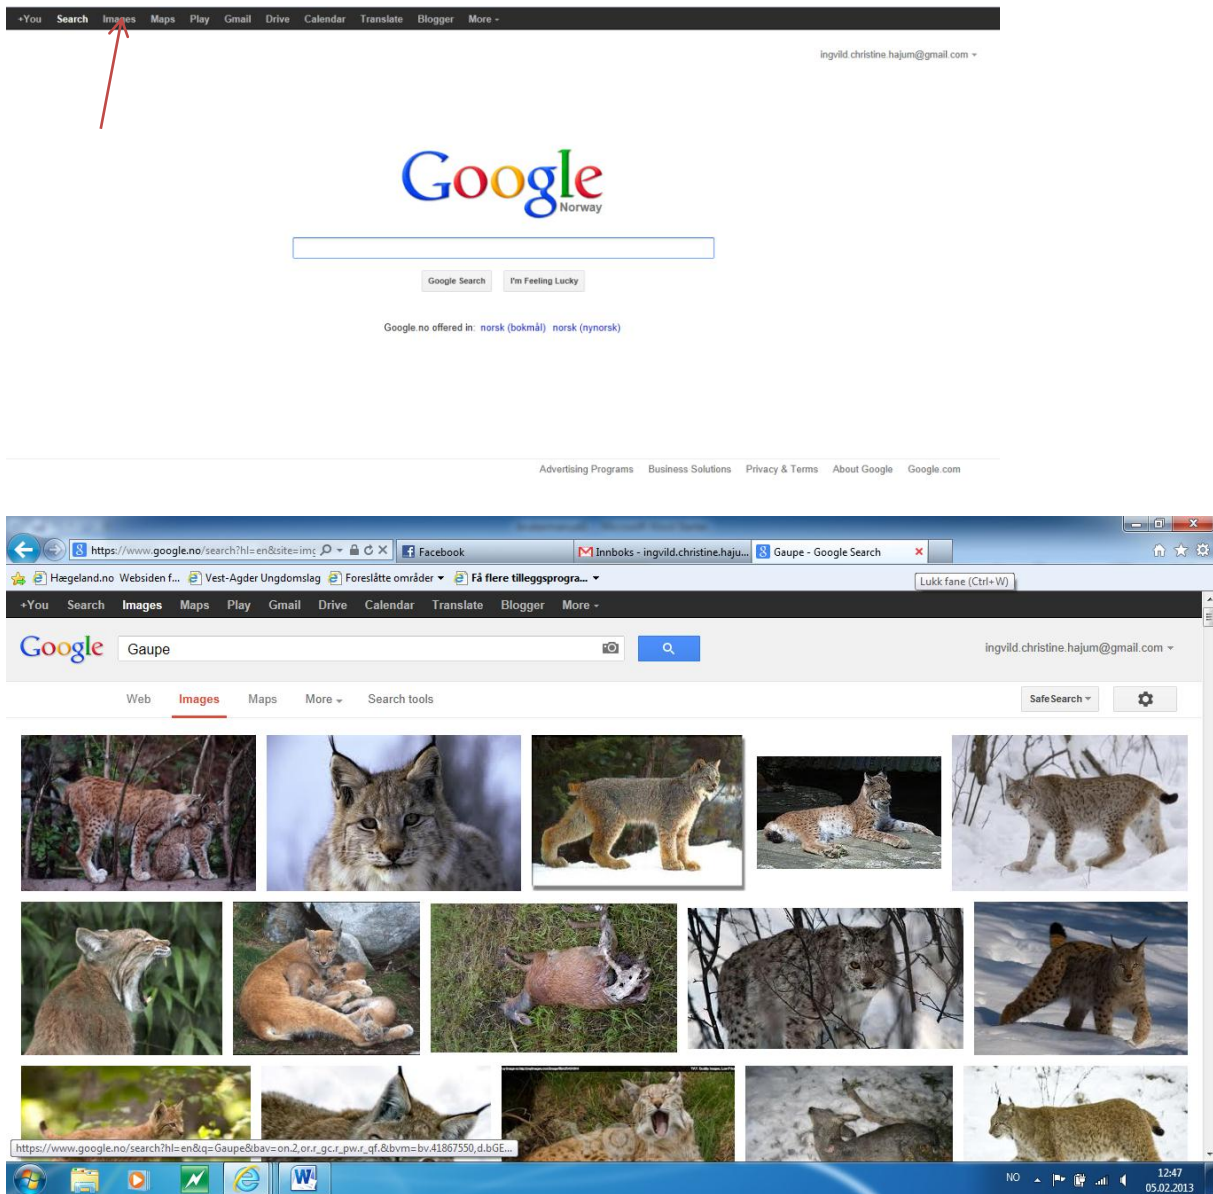 +You Search Images Maps Play Gmail Drive Calendar Translate Blogger More
ingvild.christine.hajum@gmail.com
Google
Norway
Google Search I'm Feeling Lucky
Google.no offered in: norsk (bokmål) norsk (nynorsk)
Advertising Programs Business Solutions Privacy & Terms About Google Google.com
https://www.google.no/search?hl=en&site=imç Facebook Innboks - ingvild.christine.haju... Gaupe - Google Search
Hægeland.no Websiden f... Vest-Agder Ungdomslag Foreslåtte områder Få flere tilleggsprogra...
Lukk fane (Ctrl+W)
+You Search Images Maps Play Gmail Drive Calendar Translate Blogger More
Google Gaupe ingvild.christine.hajum@gmail.com
Web Images Maps More Search tools SafeSearch
https://www.google.no/search?hl=en&q=Gaupe&bav=on.2,or.r_gc.r_pw.r_qf.&bvm=bv.41867550,d.bGE...
NO 12:47
05.02.2013